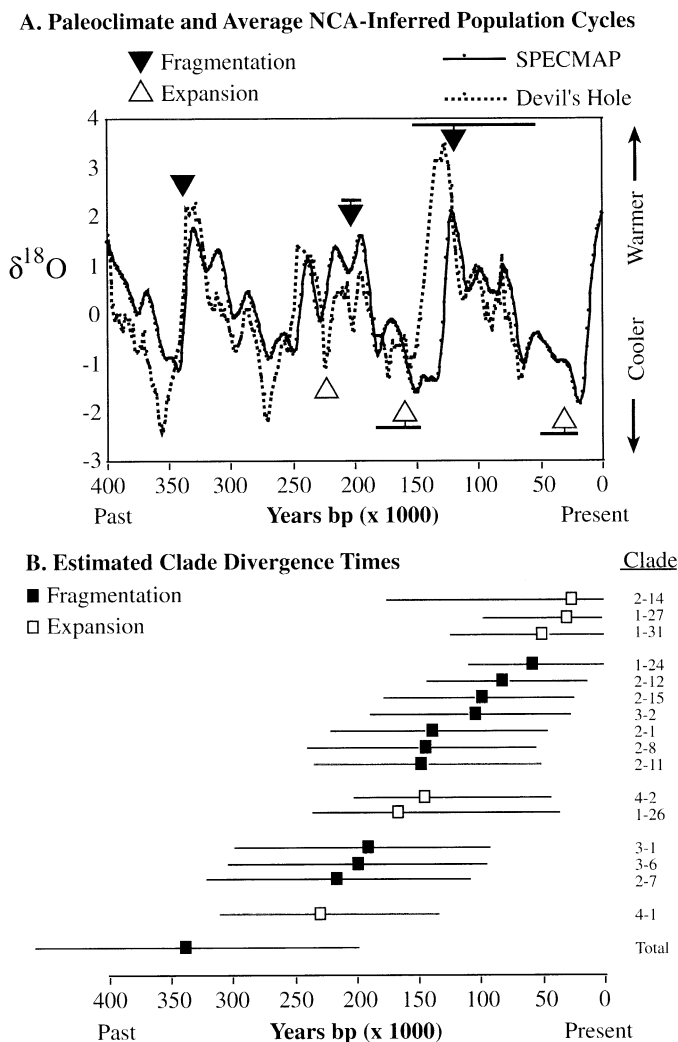 A. Paleoclimate and Average NCA-Inferred Population Cycles
Fragmentation
SPECMAP
Expansion
Devil's Hole
4
3
2
1
0
-1
-2
-3
δ18O
Warmer
Cooler
400 350 300 250 200 150 100 50 0
Past Years bp (x 1000) Present
B. Estimated Clade Divergence Times
Clade
Fragmentation
Expansion
2-14
1-27
1-31
1-24
2-12
2-15
3-2
2-1
2-8
2-11
4-2
1-26
3-1
3-6
2-7
4-1
Total
400 350 300 250 200 150 100 50 0
Past Years bp (x 1000) Present